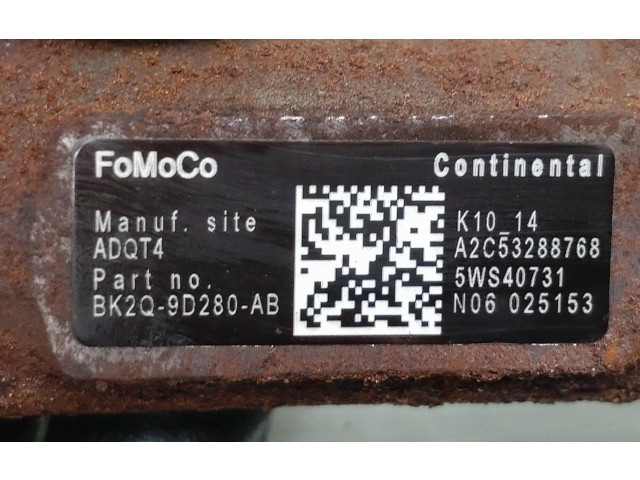 FoMoCo
Continental
Manuf. site
ADQT4
Part no.
BK2Q-9D280-AB
K10_14
A2C53288768
5WS40731
N06 025153